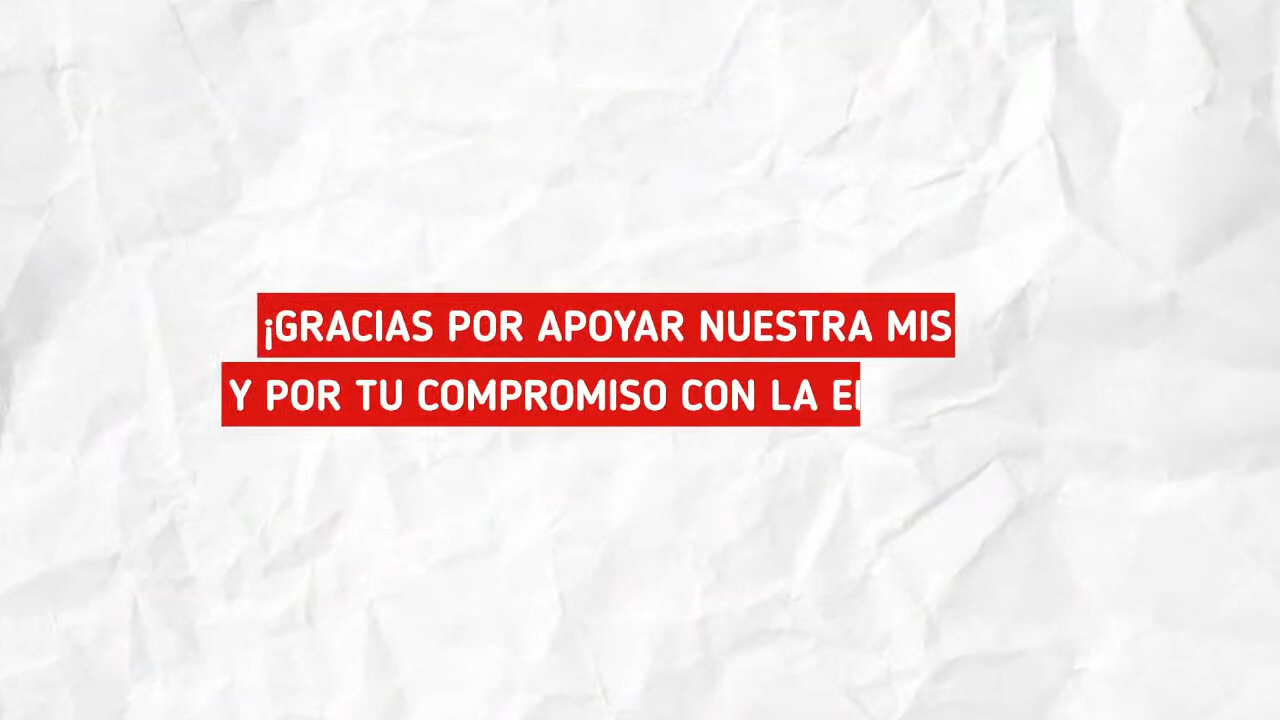 ¡GRACIAS POR APOYAR NUESTRA MIS
Y POR TU COMPROMISO CON LA